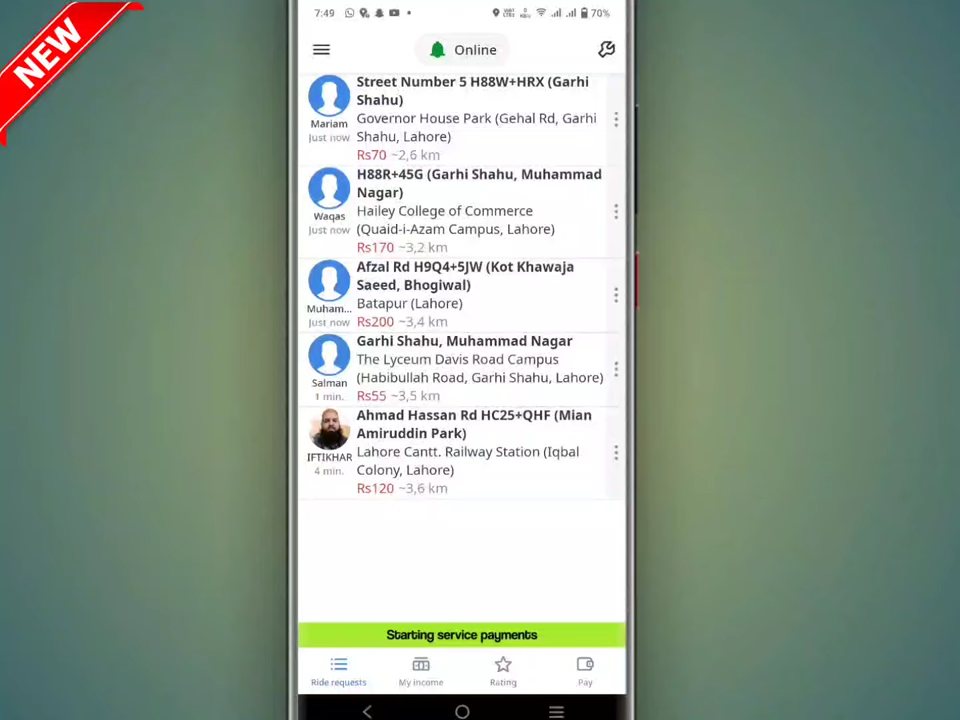 NEW
7:49
70%
Online
Street Number 5 H88W+HRX (Garhi
Shahu)
Governor House Park (Gehal Rd, Garhi
Shahu, Lahore)
Rs70 ~2,6 km
Mariam
Just now
H88R+45G (Garhi Shahu, Muhammad
Nagar)
Hailey College of Commerce
(Quaid-i-Azam Campus, Lahore)
Rs170 ~3,2 km
Waqas
Just now
Afzal Rd H9Q4+5JW (Kot Khawaja
Saeed, Bhogiwal)
Batapur (Lahore)
Rs200 ~3,4 km
Muham...
Just now
Garhi Shahu, Muhammad Nagar
The Lyceum Davis Road Campus
(Habibullah Road, Garhi Shahu, Lahore)
Rs55 ~3,5 km
Salman
1 min.
Ahmad Hassan Rd HC25+QHF (Mian
Amiruddin Park)
Lahore Cantt. Railway Station (Iqbal
Colony, Lahore)
Rs120 ~3,6 km
IFTIKHAR
4 min.
Starting service payments
Ride requests
My income
Rating
Pay